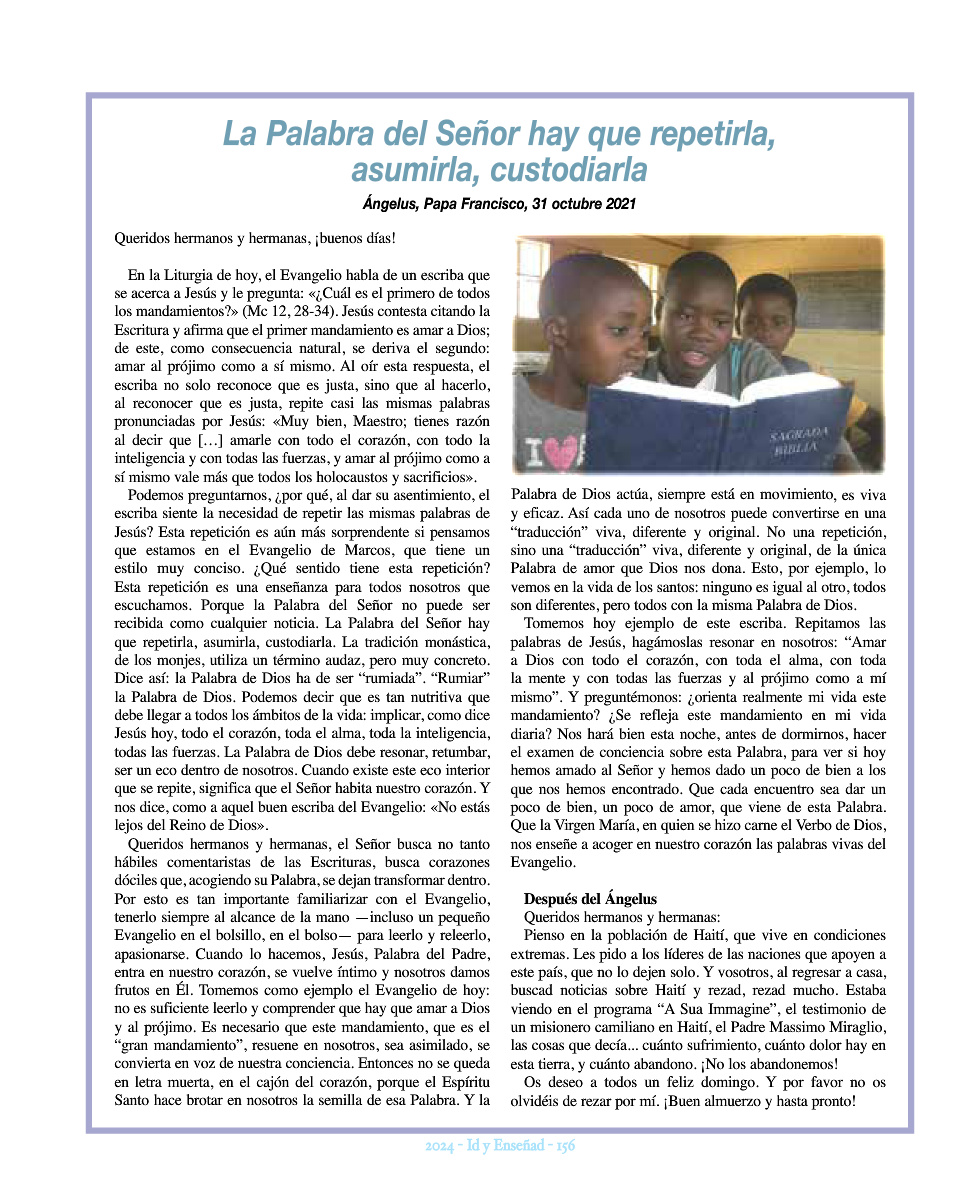 La Palabra del Señor hay que repetirla,
asumirla, custodiarla
Ángelus, Papa Francisco, 31 octubre 2021
Queridos hermanos y hermanas, ¡buenos días!
En la Liturgia de hoy, el Evangelio habla de un escriba que
se acerca a Jesús y le pregunta: «¿Cuál es el primero de todos
los mandamientos?» (Mc 12, 28-34). Jesús contesta citando la
Escritura y afirma que el primer mandamiento es amar a Dios;
de este, como consecuencia natural, se deriva el segundo:
amar al prójimo como a sí mismo. Al oír esta respuesta, el
escriba no solo reconoce que es justa, sino que al hacerlo,
al reconocer que es justa, repite casi las mismas palabras
pronunciadas por Jesús: «Muy bien, Maestro; tienes razón
al decir que […] amarle con todo el corazón, con todo la
inteligencia y con todas las fuerzas, y amar al prójimo como a
sí mismo vale más que todos los holocaustos y sacrificios».
Podemos preguntarnos, ¿por qué, al dar su asentimiento, el
escriba siente la necesidad de repetir las mismas palabras de
Jesús? Esta repetición es aún más sorprendente si pensamos
que estamos en el Evangelio de Marcos, que tiene un
estilo muy conciso. ¿Qué sentido tiene esta repetición?
Esta repetición es una enseñanza para todos nosotros que
escuchamos. Porque la Palabra del Señor no puede ser
recibida como cualquier noticia. La Palabra del Señor hay
que repetirla, asumirla, custodiarla. La tradición monástica,
de los monjes, utiliza un término audaz, pero muy concreto.
Dice así: la Palabra de Dios ha de ser “rumiada”. “Rumiar”
la Palabra de Dios. Podemos decir que es tan nutritiva que
debe llegar a todos los ámbitos de la vida: implicar, como dice
Jesús hoy, todo el corazón, toda el alma, toda la inteligencia,
todas las fuerzas. La Palabra de Dios debe resonar, retumbar,
ser un eco dentro de nosotros. Cuando existe este eco interior
que se repite, significa que el Señor habita nuestro corazón. Y
nos dice, como a aquel buen escriba del Evangelio: «No estás
lejos del Reino de Dios».
Queridos hermanos y hermanas, el Señor busca no tanto
hábiles comentaristas de las Escrituras, busca corazones
dóciles que, acogiendo su Palabra, se dejan transformar dentro.
Por esto es tan importante familiarizar con el Evangelio,
tenerlo siempre al alcance de la mano —incluso un pequeño
Evangelio en el bolsillo, en el bolso— para leerlo y releerlo,
apasionarse. Cuando lo hacemos, Jesús, Palabra del Padre,
entra en nuestro corazón, se vuelve íntimo y nosotros damos
frutos en Él. Tomemos como ejemplo el Evangelio de hoy:
no es suficiente leerlo y comprender que hay que amar a Dios
y al prójimo. Es necesario que este mandamiento, que es el
“gran mandamiento”, resuene en nosotros, sea asimilado, se
convierta en voz de nuestra conciencia. Entonces no se queda
en letra muerta, en el cajón del corazón, porque el Espíritu
Santo hace brotar en nosotros la semilla de esa Palabra. Y la
I
SAGRADA
BIBLIA
Palabra de Dios actúa, siempre está en movimiento, es viva
y eficaz. Así cada uno de nosotros puede convertirse en una
“traducción” viva, diferente y original. No una repetición,
sino una “traducción” viva, diferente y original, de la única
Palabra de amor que Dios nos dona. Esto, por ejemplo, lo
vemos en la vida de los santos: ninguno es igual al otro, todos
son diferentes, pero todos con la misma Palabra de Dios.
Tomemos hoy ejemplo de este escriba. Repitamos las
palabras de Jesús, hagámoslas resonar en nosotros: “Amar
a Dios con todo el corazón, con toda el alma, con toda
la mente y con todas las fuerzas y al prójimo como a mí
mismo”. Y preguntémonos: ¿orienta realmente mi vida este
mandamiento? ¿Se refleja este mandamiento en mi vida
diaria? Nos hará bien esta noche, antes de dormirnos, hacer
el examen de conciencia sobre esta Palabra, para ver si hoy
hemos amado al Señor y hemos dado un poco de bien a los
que nos hemos encontrado. Que cada encuentro sea dar un
poco de bien, un poco de amor, que viene de esta Palabra.
Que la Virgen María, en quien se hizo carne el Verbo de Dios,
nos enseñe a acoger en nuestro corazón las palabras vivas del
Evangelio.
Después del Ángelus
Queridos hermanos y hermanas:
Pienso en la población de Haití, que vive en condiciones
extremas. Les pido a los líderes de las naciones que apoyen a
este país, que no lo dejen solo. Y vosotros, al regresar a casa,
buscad noticias sobre Haití y rezad, rezad mucho. Estaba
viendo en el programa “A Sua Immagine”, el testimonio de
un misionero camiliano en Haití, el Padre Massimo Miraglio,
las cosas que decía... cuánto sufrimiento, cuánto dolor hay en
esta tierra, y cuánto abandono. ¡No los abandonemos!
Os deseo a todos un feliz domingo. Y por favor no os
olvidéis de rezar por mí. ¡Buen almuerzo y hasta pronto!
2024 - Id y Enseñad - 156